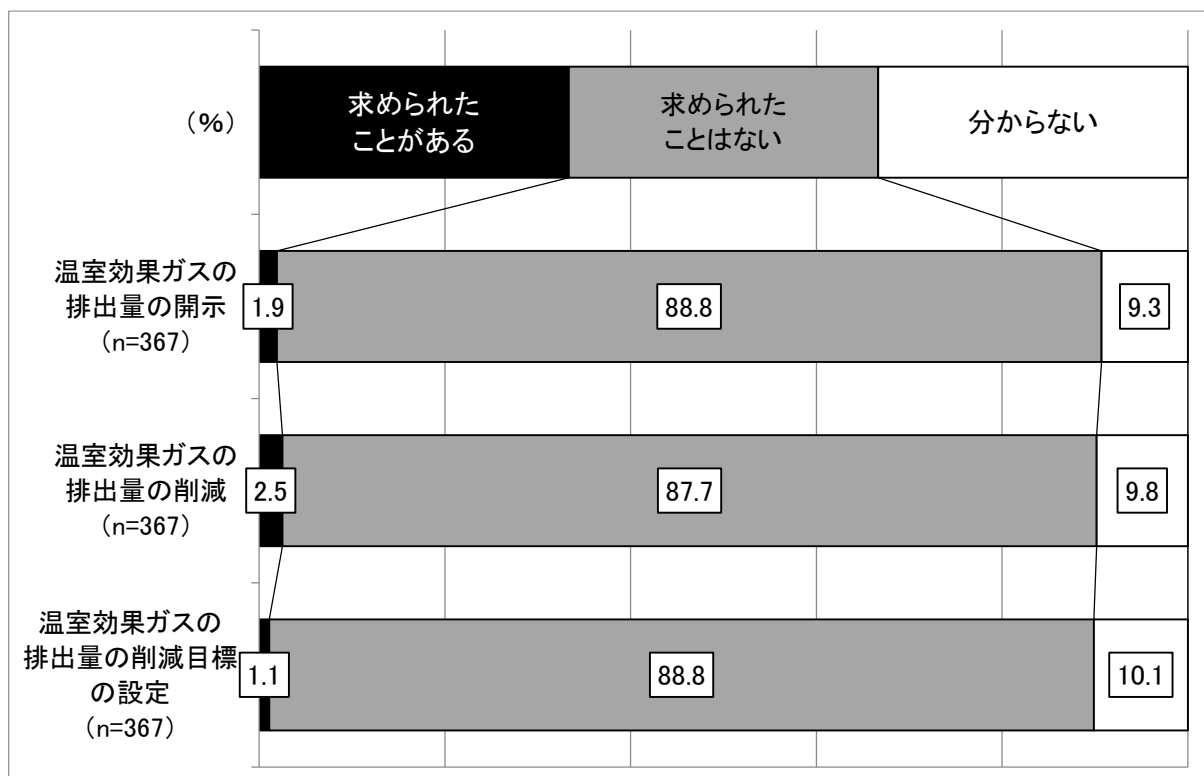 (%)
求められた
ことがある
求められた
ことはない
分からない
温室効果ガスの
排出量の開示
(n=367)
1.9
88.8
9.3
温室効果ガスの
排出量の削減
(n=367)
2.5
87.7
9.8
温室効果ガスの
排出量の削減目標
の設定
(n=367)
1.1
88.8
10.1